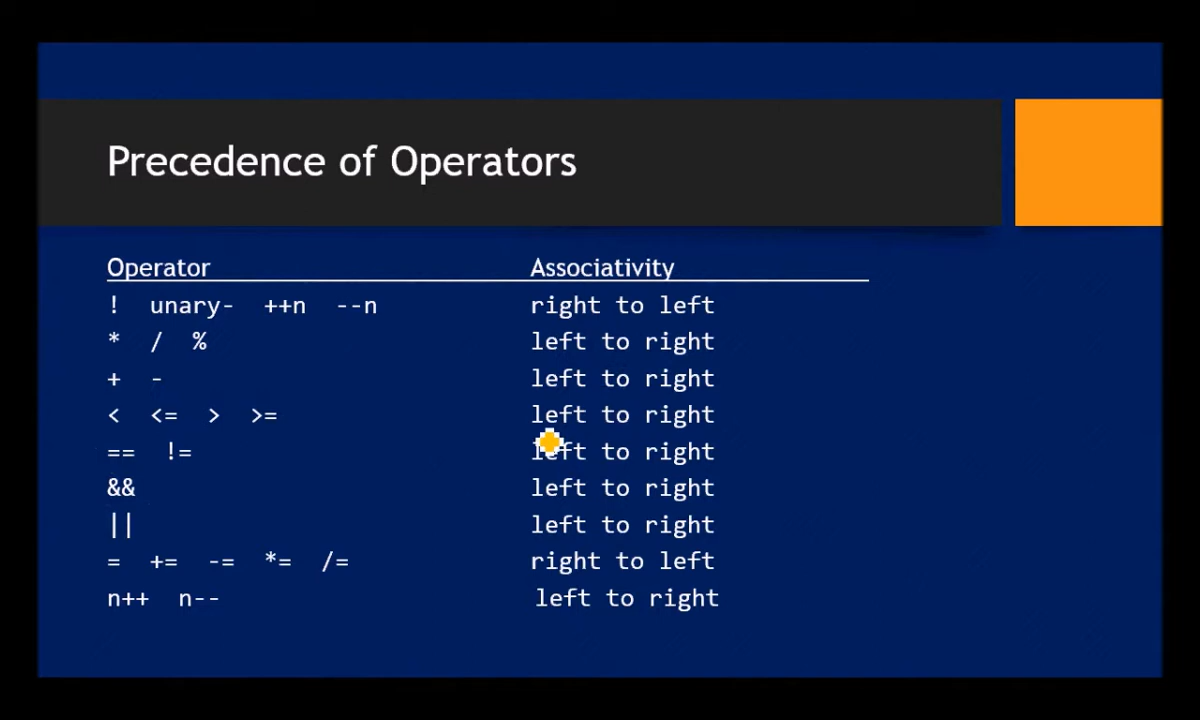 Precedence of Operators
Operator Associativity
! unary- ++n --n right to left
* / % left to right
+ - left to right
< <= > >= left to right
== != left to right
&& left to right
|| left to right
= += -= *= /= right to left
n++ n-- left to right